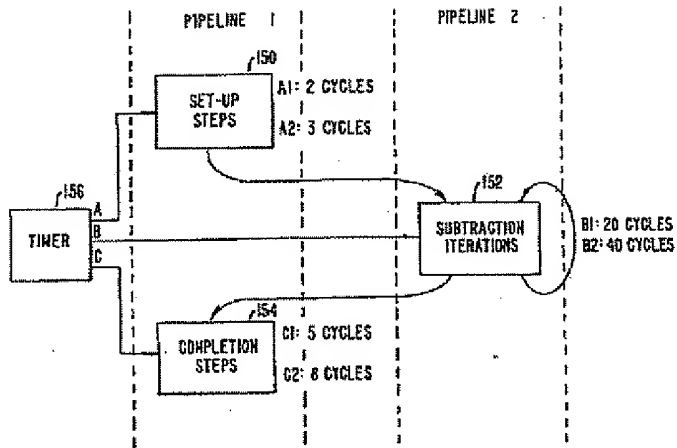 PIPELINE 1
PIPELINE 2
150
SET-UP
STEPS
A1: 2 CYCLES
A2: 3 CYCLES
156
TIMER
A
B
C
152
SUBTRACTION
ITERATIONS
B1: 20 CYCLES
B2: 40 CYCLES
154
COMPLETION
STEPS
C1: 5 CYCLES
C2: 8 CYCLES